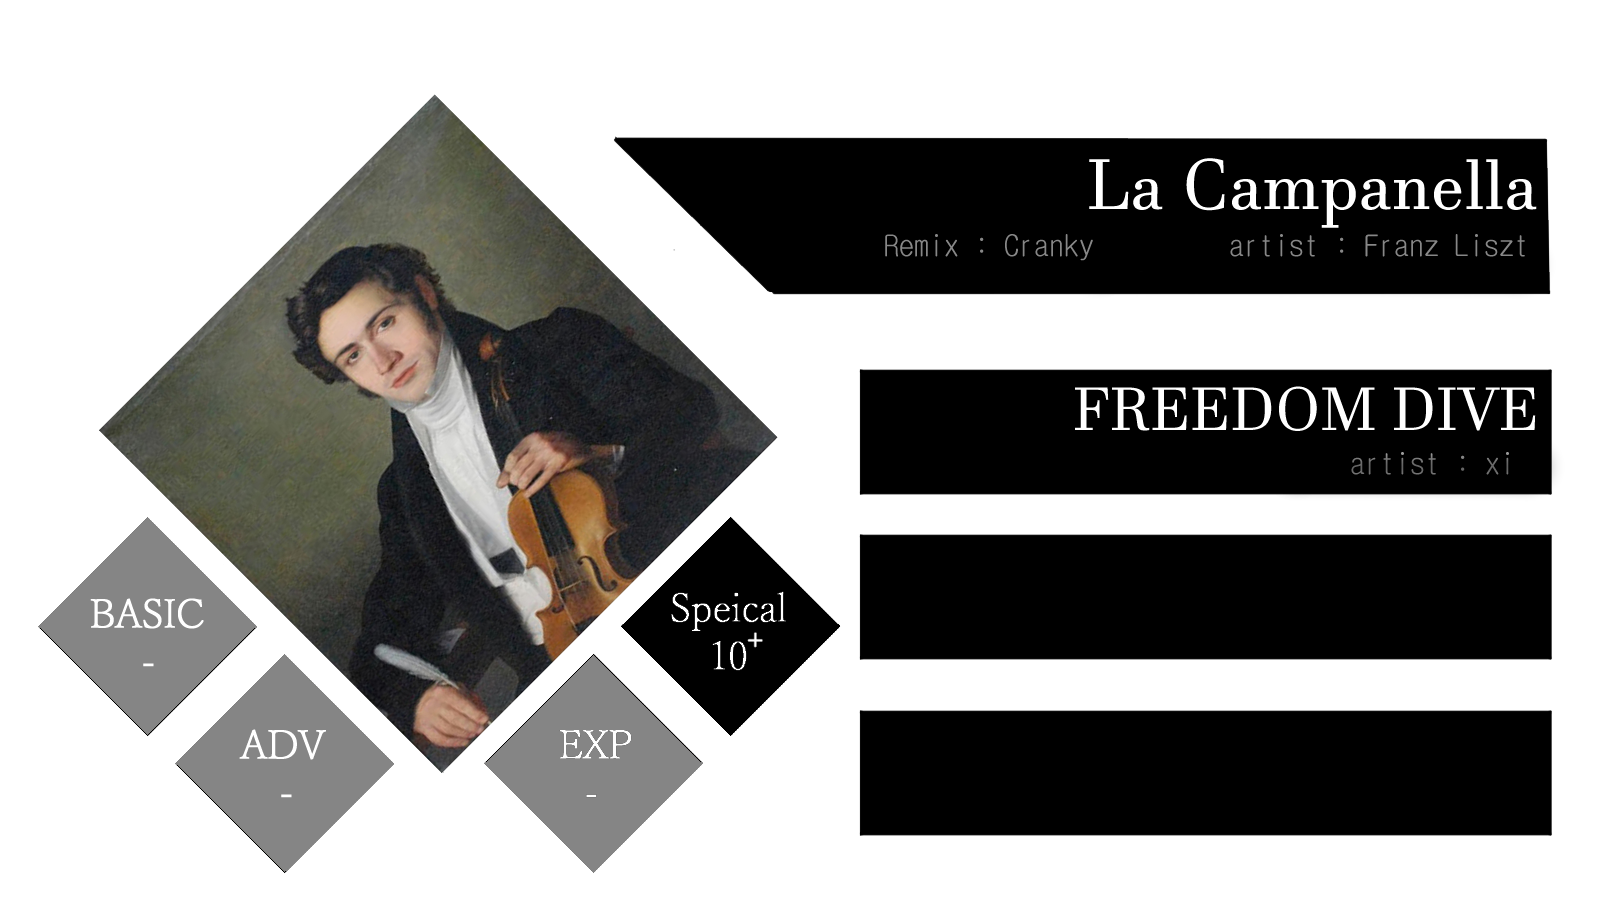 La Campanella
Remix : Cranky artist : Franz Liszt
FREEDOM DIVE
artist : xi
BASIC
-
ADV
-
EXP
-
Speical
10⁺